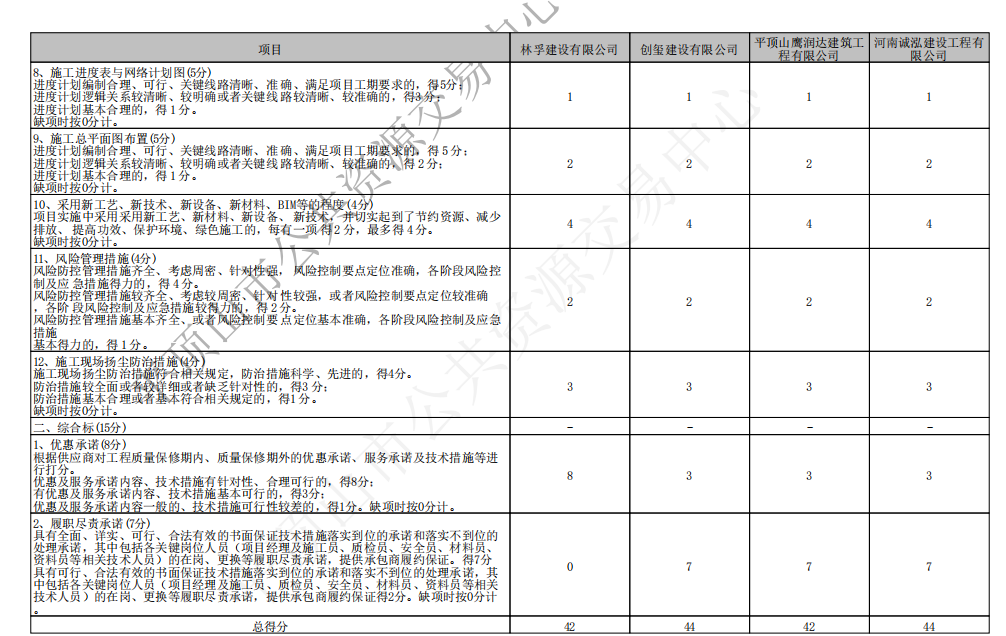 项目 林孚建设有限公司 创玺建设有限公司 平顶山鹰润达建筑工程有限公司 河南诚泓建设工程有限公司
8、施工进度表与网络计划图(5分)
进度计划编制合理、可行、关键线路清晰、准确、满足项目工期要求的，得5分；
进度计划逻辑关系较清晰、较明确或者关键线路较清晰、较准确的，得3分；
进度计划基本合理的，得1分。
缺项时按0分计。
1 1 1 1
9、施工总平面图布置(5分)
进度计划编制合理、可行、关键线路清晰、准确、满足项目工期要求的，得5分；
进度计划逻辑关系较清晰、较明确或者关键线路较清晰、较准确的，得2分；
进度计划基本合理的，得1分。
缺项时按0分计。
2 2 2 2
10、采用新工艺、新技术、新设备、新材料、BIM等的程度(4分)
项目实施中采用采用新工艺、新材料、新设备、新技术，并切实起到了节约资源、减少
排放、提高功效、保护环境、绿色施工的，每有一项得2分，最多得4分。
缺项时按0分计。
4 4 4 4
11、风险管理措施(4分)
风险防控管理措施齐全、考虑周密、针对性强，风险控制要点定位准确，各阶段风险控
制及应急措施得力的，得4分。
风险防控管理措施较齐全、考虑较周密、针对性较强，或者风险控制要点定位较准确
，各阶段风险控制及应急措施较得力的，得2分。
风险防控管理措施基本齐全、或者风险控制要点定位基本准确，各阶段风险控制及应急
措施
基本得力的，得1分。
2 2 2 2
12、施工现场扬尘防治措施(4分)
施工现场扬尘防治措施符合相关规定，防治措施科学、先进的，得4分。
防治措施较全面或者较详细或者缺乏针对性的，得3分；
防治措施基本合理或者基本符合相关规定的，得1分。
缺项时按0分计。
3 3 3 3
二、综合标(15分) - - - -
1、优惠承诺(8分)
根据供应商对工程质量保修期内、质量保修期外的优惠承诺、服务承诺及技术措施等进
行打分。
优惠及服务承诺内容、技术措施有针对性、合理可行的，得8分；
有优惠及服务承诺内容、技术措施基本可行的，得3分；
优惠及服务承诺内容一般的、技术措施可行性较差的，得1分。缺项时按0分计。
8 3 3 3
2、履职尽责承诺(7分)
具有全面、详实、可行、合法有效的书面保证技术措施落实到位的承诺和落实不到位的
处理承诺，其中包括各关键岗位人员（项目经理及施工员、质检员、安全员、材料员、
资料员等相关技术人员）的在岗、更换等履职尽责承诺，提供承包商履约保证。得7分
具有可行、合法有效的书面保证技术措施落实到位的承诺和落实不到位的处理承诺，其
中包括各关键岗位人员（项目经理及施工员、质检员、安全员、材料员、资料员等相关
技术人员）的在岗、更换等履职尽责承诺，提供承包商履约保证得2分。缺项时按0分计
。
0 7 7 7
总得分 42 44 42 44
顶山市公共资源交易中心
顶山市公共资源交易中心